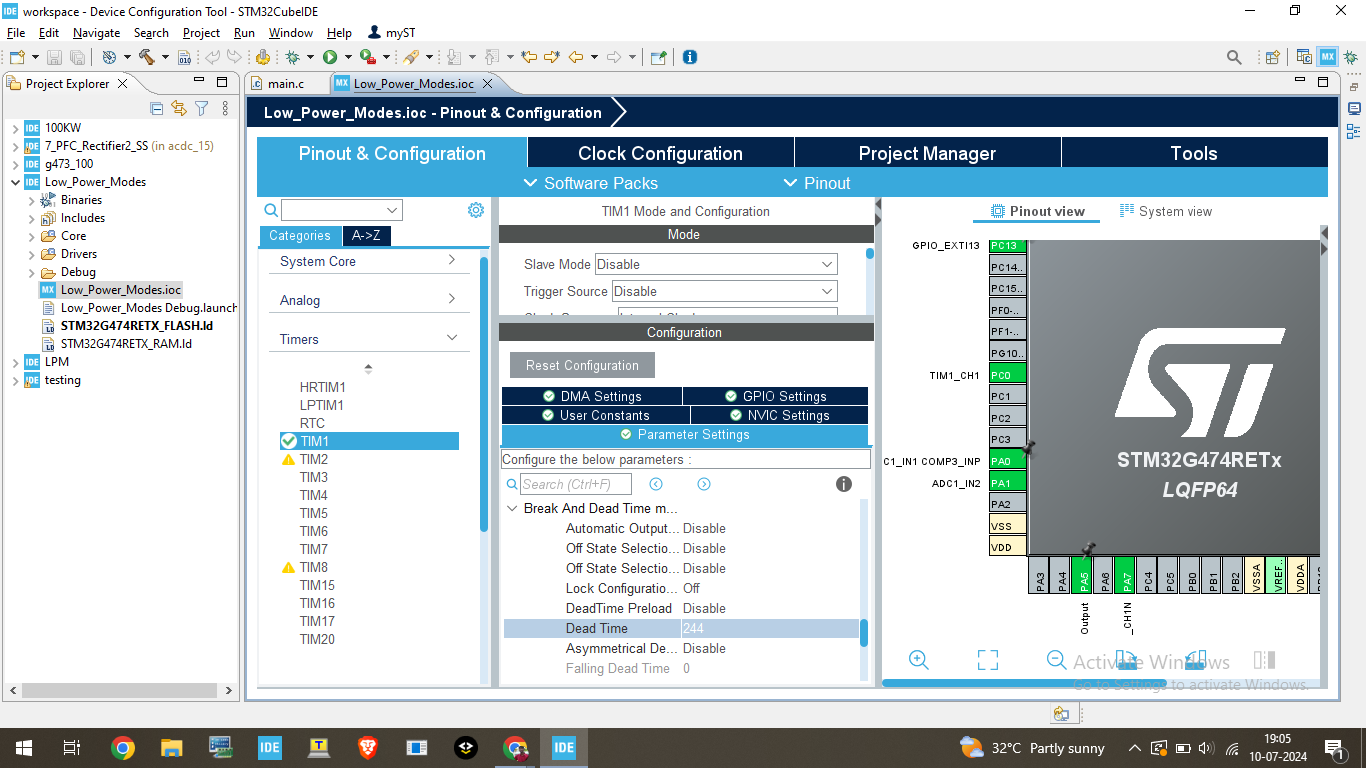 IDE workspace - Device Configuration Tool - STM32CubeIDE
File Edit Navigate Search Project Run Window Help myST
Project Explorer
main.c
MX Low_Power_Modes.ioc
IDE 100KW
IDE 7_PFC_Rectifier2_SS (in acdc_15)
IDE g473_100
IDE Low_Power_Modes
Binaries
Includes
Core
Drivers
Debug
MX Low_Power_Modes.ioc
Low_Power_Modes Debug.launch
STM32G474RETX_FLASH.ld
STM32G474RETX_RAM.ld
IDE LPM
IDE testing
Low_Power_Modes.ioc - Pinout & Configuration
Pinout & Configuration
Clock Configuration
Project Manager
Tools
Software Packs
Pinout
Categories
A->Z
System Core
Analog
Timers
HRTIM1
LPTIM1
RTC
TIM1
TIM2
TIM3
TIM4
TIM5
TIM6
TIM7
TIM8
TIM15
TIM16
TIM17
TIM20
TIM1 Mode and Configuration
Mode
Slave Mode Disable
Trigger Source Disable
Configuration
Reset Configuration
DMA Settings
GPIO Settings
User Constants
NVIC Settings
Parameter Settings
Configure the below parameters :
Search (Ctrl+F)
Break And Dead Time m...
Automatic Output... Disable
Off State Selectio... Disable
Off State Selectio... Disable
Lock Configuratio... Off
DeadTime Preload Disable
Dead Time 244
Asymmetrical De... Disable
Falling Dead Time 0
Pinout view
System view
GPIO_EXTI13 PC13
PC14..
PC15..
PF0-..
PF1-..
PG10..
TIM1_CH1 PC0
PC1
PC2
PC3
C1_IN1 COMP3_INP PA0
ADC1_IN2 PA1
PA2
VSS
VDD
STM32G474RETx
LQFP64
PA3
PA4
PA5
PA6
PA7
PC4
PC5
PB0
PB1
PB2
VSSA
VREF..
VDDA
Output
_CH1N
Activate Windows
Go to Settings to activate Windows.
32°C Partly sunny
19:05
10-07-2024
1